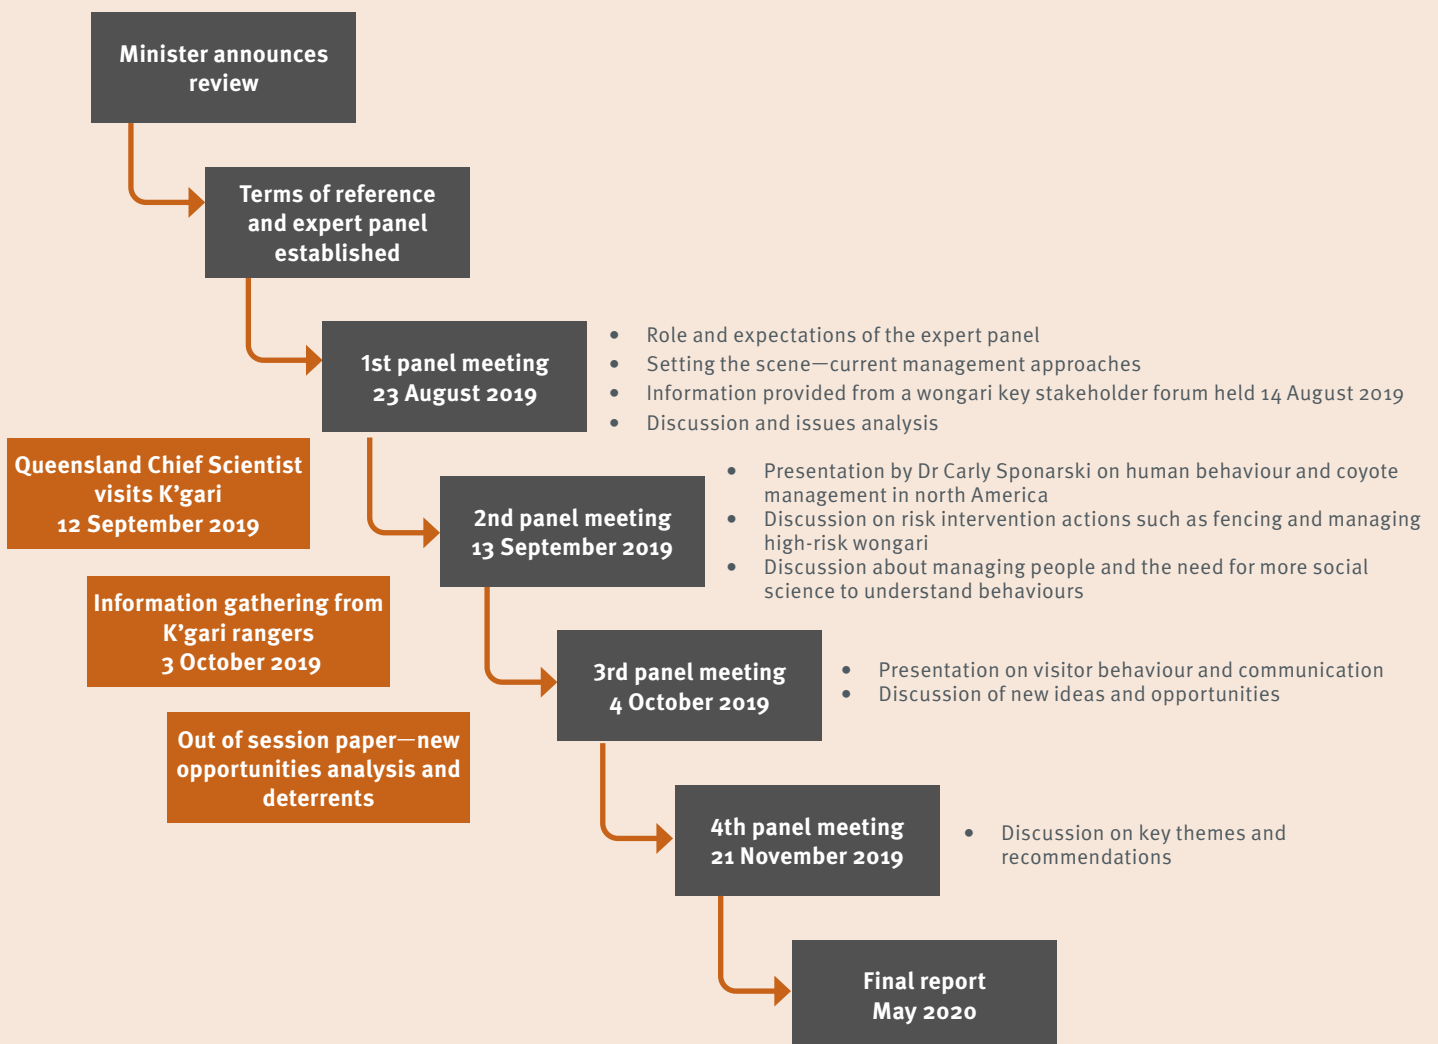 Minister announces
review
Terms of reference
and expert panel
established
1st panel meeting
23 August 2019
• Role and expectations of the expert panel
• Setting the scene—current management approaches
• Information provided from a wongari key stakeholder forum held 14 August 2019
• Discussion and issues analysis
Queensland Chief Scientist
visits K’gari
12 September 2019
2nd panel meeting
13 September 2019
• Presentation by Dr Carly Sponarski on human behaviour and coyote
management in north America
• Discussion on risk intervention actions such as fencing and managing
high-risk wongari
• Discussion about managing people and the need for more social
science to understand behaviours
Information gathering from
K’gari rangers
3 October 2019
3rd panel meeting
4 October 2019
• Presentation on visitor behaviour and communication
• Discussion of new ideas and opportunities
Out of session paper—new
opportunities analysis and
deterrents
4th panel meeting
21 November 2019
• Discussion on key themes and
recommendations
Final report
May 2020